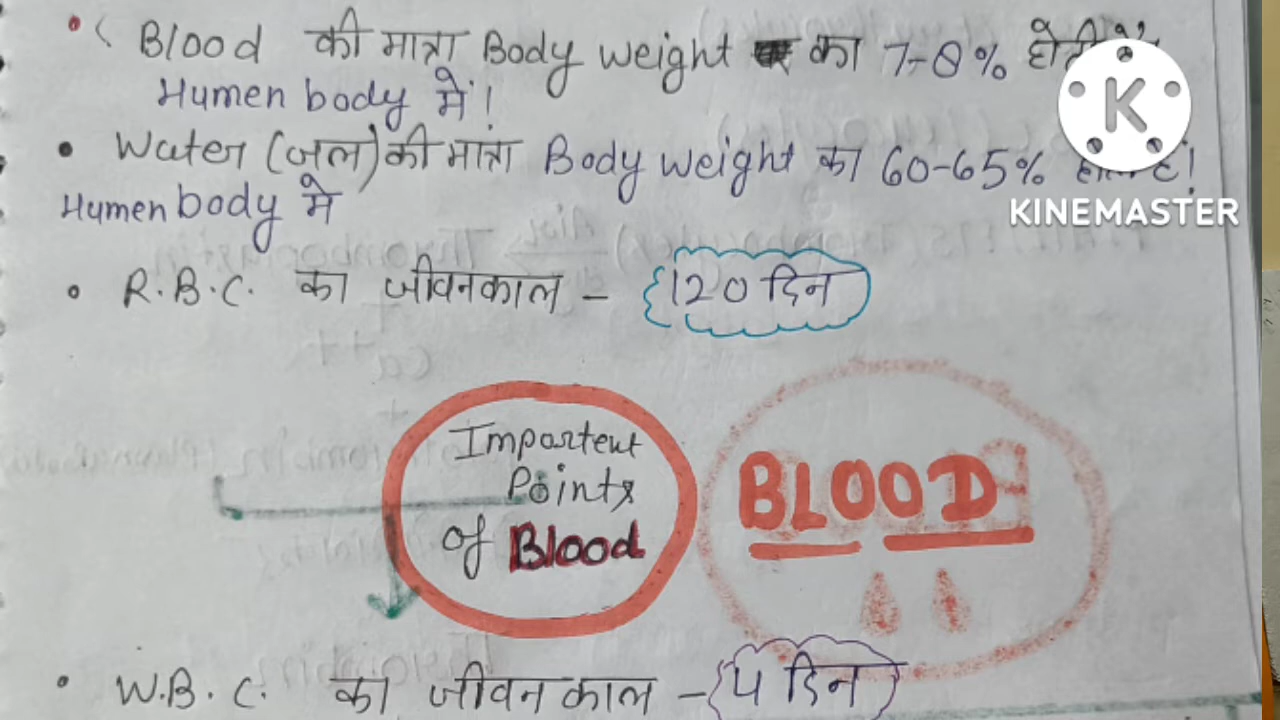 Blood की मात्रा Body weight का 7-8% होती है
Humen body में।
Water (जल) की मात्रा Body weight का 60-65%
Humen body मे
R.B.C. का जीवनकाल - 120 दिन
Importent
Points
of Blood
BLOOD
W.B.C. का जीवन काल - 4 दिन
K
KINEMASTER